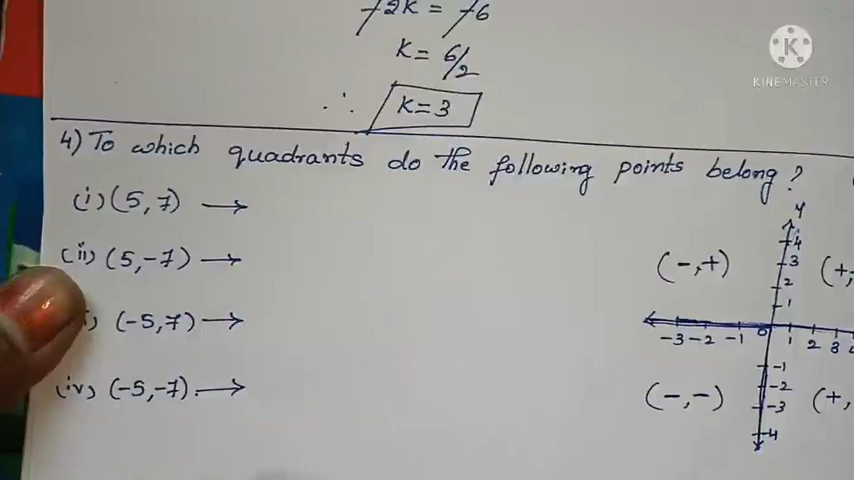 -2K = -6
K = 6/2
∴ K = 3
4) To which quadrants do the following points belong?
(i) (5, 7) →
(ii) (5, -7) →
(-5, 7) →
(iv) (-5, -7) →
Y
4
(-, +)
3
(+,
2
1
-3 -2 -1 0 1 2 3
-1
(-, -)
-2
(+,
-3
-4
K
KINEMASTER